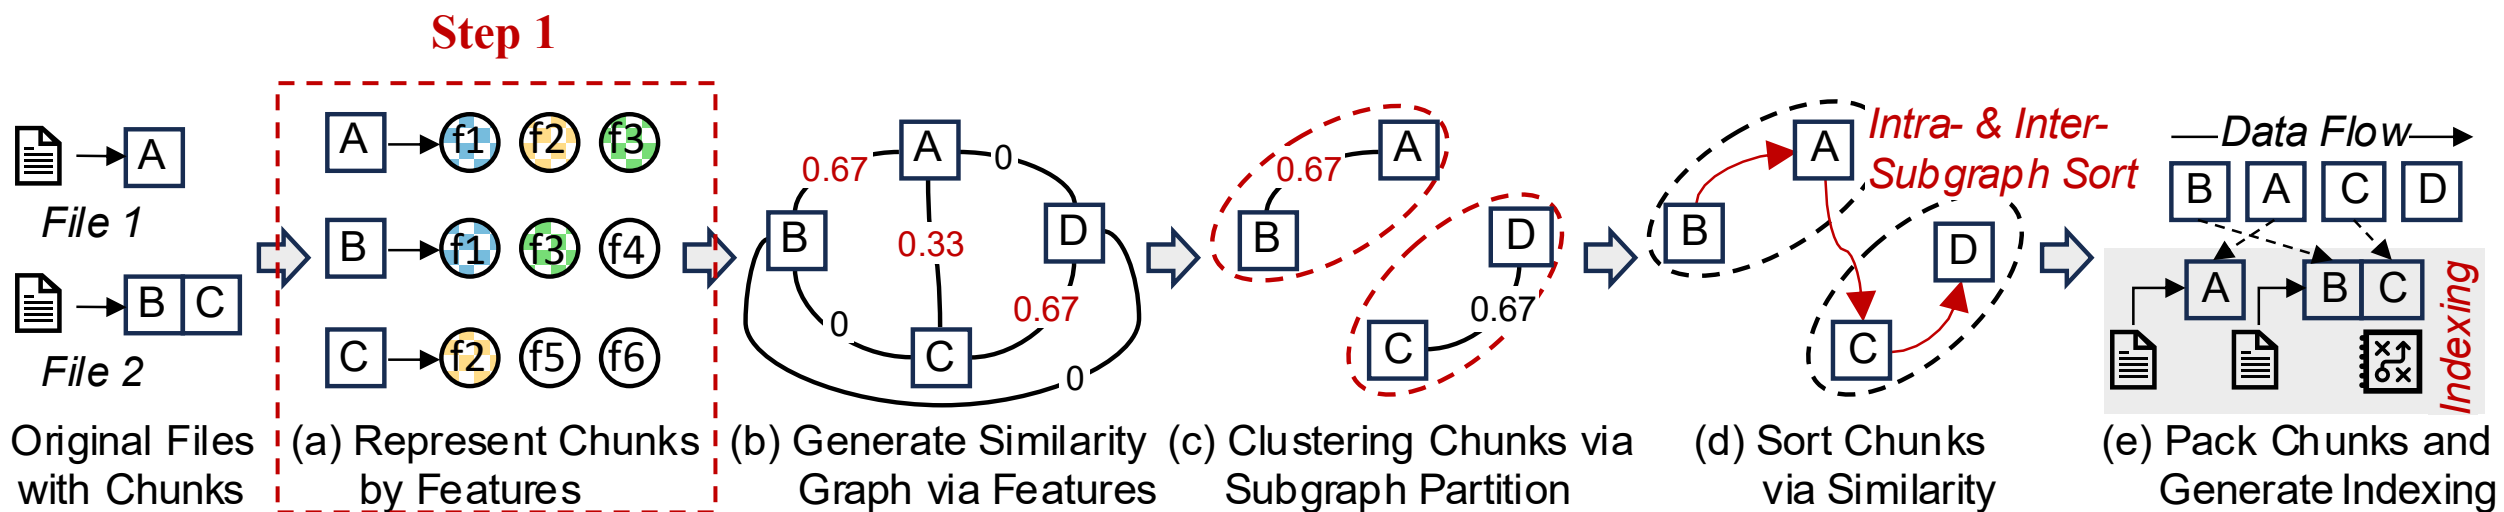 Step 1
A
File 1
B C
File 2
Original Files
with Chunks
A f1 f2 f3
B f1 f3 f4
C f2 f5 f6
(a) Represent Chunks
by Features
A
0.67
0
B
D
0.33
0.67
0
C
0
(b) Generate Similarity
Graph via Features
A
0.67
B
D
0.67
C
(c) Clustering Chunks via
Subgraph Partition
A
B
D
C
Intra- & Inter-
Subgraph Sort
(d) Sort Chunks
via Similarity
Data Flow
B A C D
A B C
Indexing
(e) Pack Chunks and
Generate Indexing